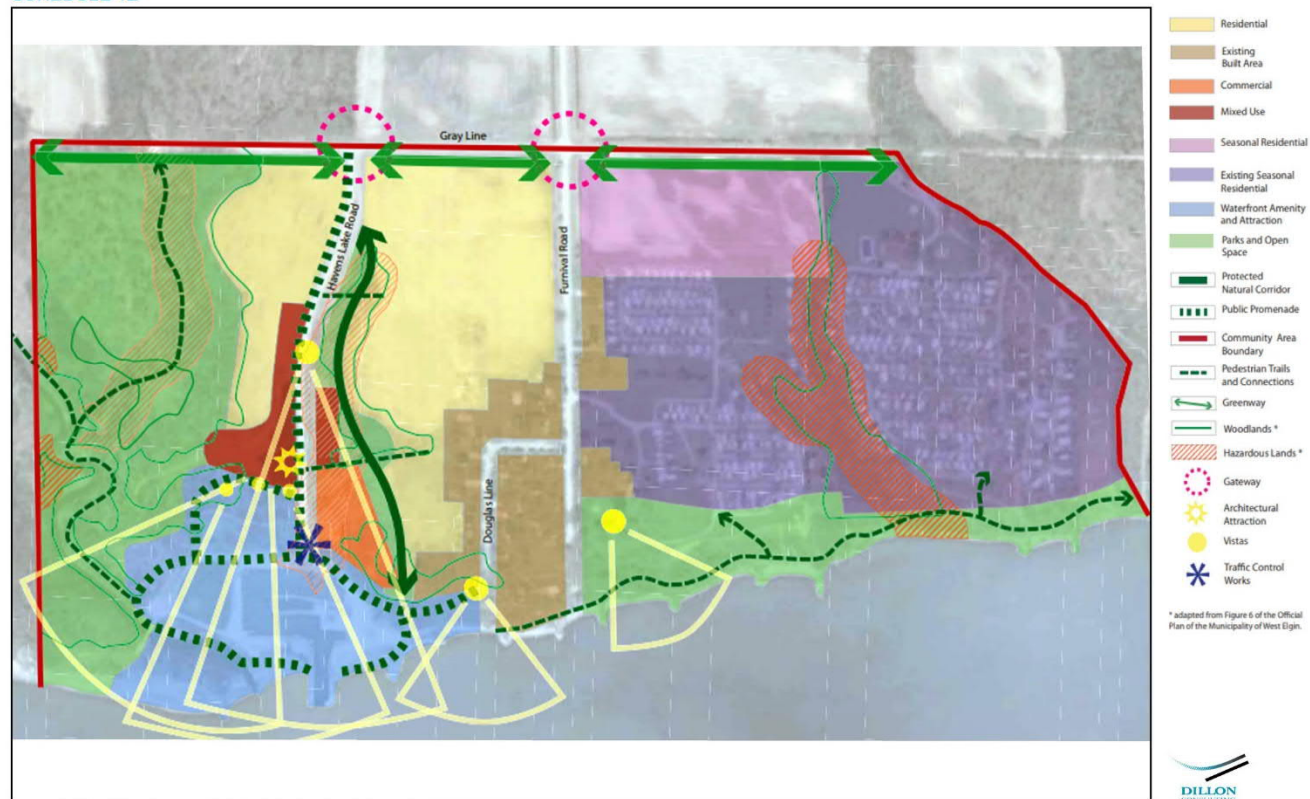 Gray Line
Havens Lake Road
Furnival Road
Douglas Line
Residential
Existing
Built Area
Commercial
Mixed Use
Seasonal Residential
Existing Seasonal
Residential
Waterfront Amenity
and Attraction
Parks and Open
Space
Protected
Natural Corridor
Public Promenade
Community Area
Boundary
Pedestrian Trails
and Connections
Greenway
Woodlands *
Hazardous Lands *
Gateway
Architectural
Attraction
Vistas
Traffic Control
Works
* adapted from Figure 6 of the Official
Plan of the Municipality of West Elgin.
DILLON